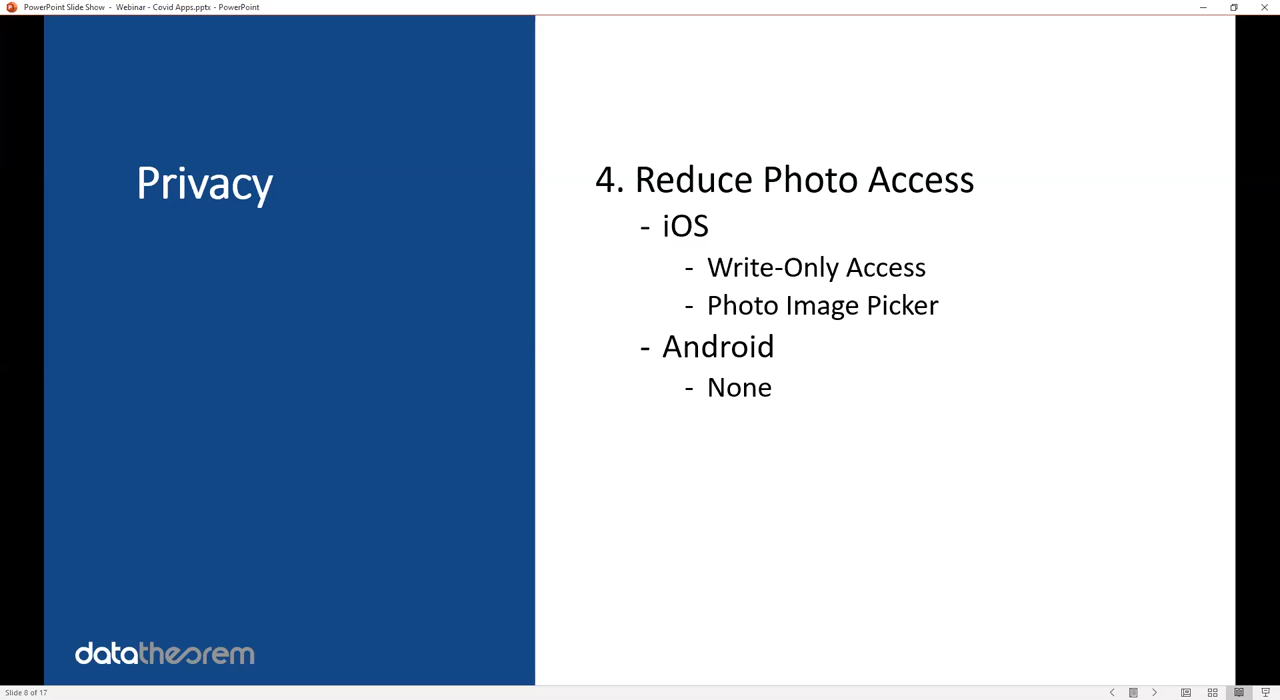 PowerPoint Slide Show - Webinar - Covid Apps.pptx - PowerPoint
Privacy
4. Reduce Photo Access
- iOS
- Write-Only Access
- Photo Image Picker
- Android
- None
datatheorem
Slide 8 of 17